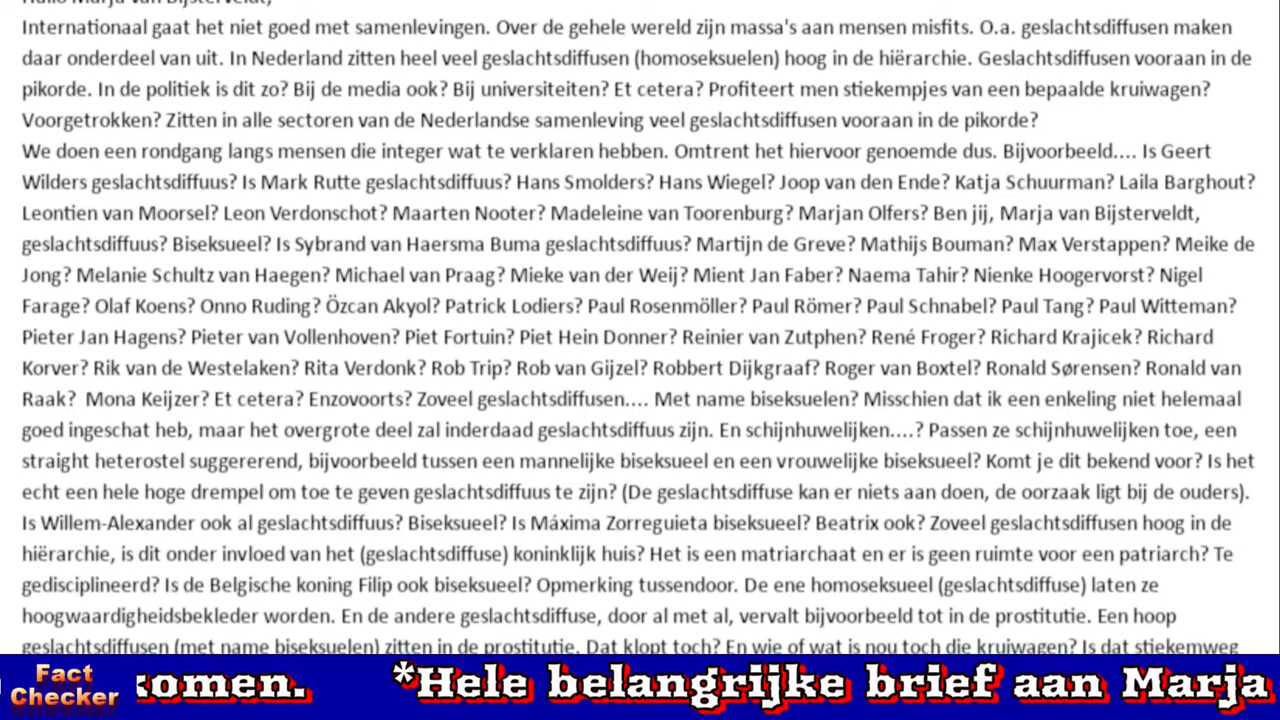 Hallo Marja van Bijsterveldt,
Internationaal gaat het niet goed met samenlevingen. Over de gehele wereld zijn massa's aan mensen misfits. O.a. geslachtsdiffusen maken
daar onderdeel van uit. In Nederland zitten heel veel geslachtsdiffusen (homoseksuelen) hoog in de hiërarchie. Geslachtsdiffusen vooraan in de
pikorde. In de politiek is dit zo? Bij de media ook? Bij universiteiten? Et cetera? Profiteert men stiekempjes van een bepaalde kruiwagen?
Voorgetrokken? Zitten in alle sectoren van de Nederlandse samenleving veel geslachtsdiffusen vooraan in de pikorde?
We doen een rondgang langs mensen die integer wat te verklaren hebben. Omtrent het hiervoor genoemde dus. Bijvoorbeeld.... Is Geert
Wilders geslachtsdiffuus? Is Mark Rutte geslachtsdiffuus? Hans Smolders? Hans Wiegel? Joop van den Ende? Katja Schuurman? Laila Barghout?
Leontien van Moorsel? Leon Verdonschot? Maarten Nooter? Madeleine van Toorenburg? Marjan Olfers? Ben jij, Marja van Bijsterveldt,
geslachtsdiffuus? Biseksueel? Is Sybrand van Haersma Buma geslachtsdiffuus? Martijn de Greve? Mathijs Bouman? Max Verstappen? Meike de
Jong? Melanie Schultz van Haegen? Michael van Praag? Mieke van der Weij? Mient Jan Faber? Naema Tahir? Nienke Hoogervorst? Nigel
Farage? Olaf Koens? Onno Ruding? Özcan Akyol? Patrick Lodiers? Paul Rosenmöller? Paul Römer? Paul Schnabel? Paul Tang? Paul Witteman?
Pieter Jan Hagens? Pieter van Vollenhoven? Piet Fortuin? Piet Hein Donner? Reinier van Zutphen? René Froger? Richard Krajicek? Richard
Korver? Rik van de Westelaken? Rita Verdonk? Rob Trip? Rob van Gijzel? Robbert Dijkgraaf? Roger van Boxtel? Ronald Sørensen? Ronald van
Raak?  Mona Keijzer? Et cetera? Enzovoorts? Zoveel geslachtsdiffusen.... Met name biseksuelen? Misschien dat ik een enkeling niet helemaal
goed ingeschat heb, maar het overgrote deel zal inderdaad geslachtsdiffuus zijn. En schijnhuwelijken....? Passen ze schijnhuwelijken toe, een
straight heterostel suggererend, bijvoorbeeld tussen een mannelijke biseksueel en een vrouwelijke biseksueel? Komt je dit bekend voor? Is het
echt een hele hoge drempel om toe te geven geslachtsdiffuus te zijn? (De geslachtsdiffuse kan er niets aan doen, de oorzaak ligt bij de ouders).
Is Willem-Alexander ook al geslachtsdiffuus? Biseksueel? Is Máxima Zorreguieta biseksueel? Beatrix ook? Zoveel geslachtsdiffusen hoog in de
hiërarchie, is dit onder invloed van het (geslachtsdiffuse) koninklijk huis? Het is een matriarchaat en er is geen ruimte voor een patriarch? Te
gedisciplineerd? Is de Belgische koning Filip ook biseksueel? Opmerking tussendoor. De ene homoseksueel (geslachtsdiffuse) laten ze
hoogwaardigheidsbekleder worden. En de andere geslachtsdiffuse, door al met al, vervalt bijvoorbeeld tot in de prostitutie. Een hoop
geslachtsdiffusen (met name biseksuelen) zitten in de prostitutie. Dat klopt toch? En wie of wat is nou toch die kruiwagen? Is dat stiekemweg
Fact
Checker
komen. *Hele belangrijke brief aan Marja